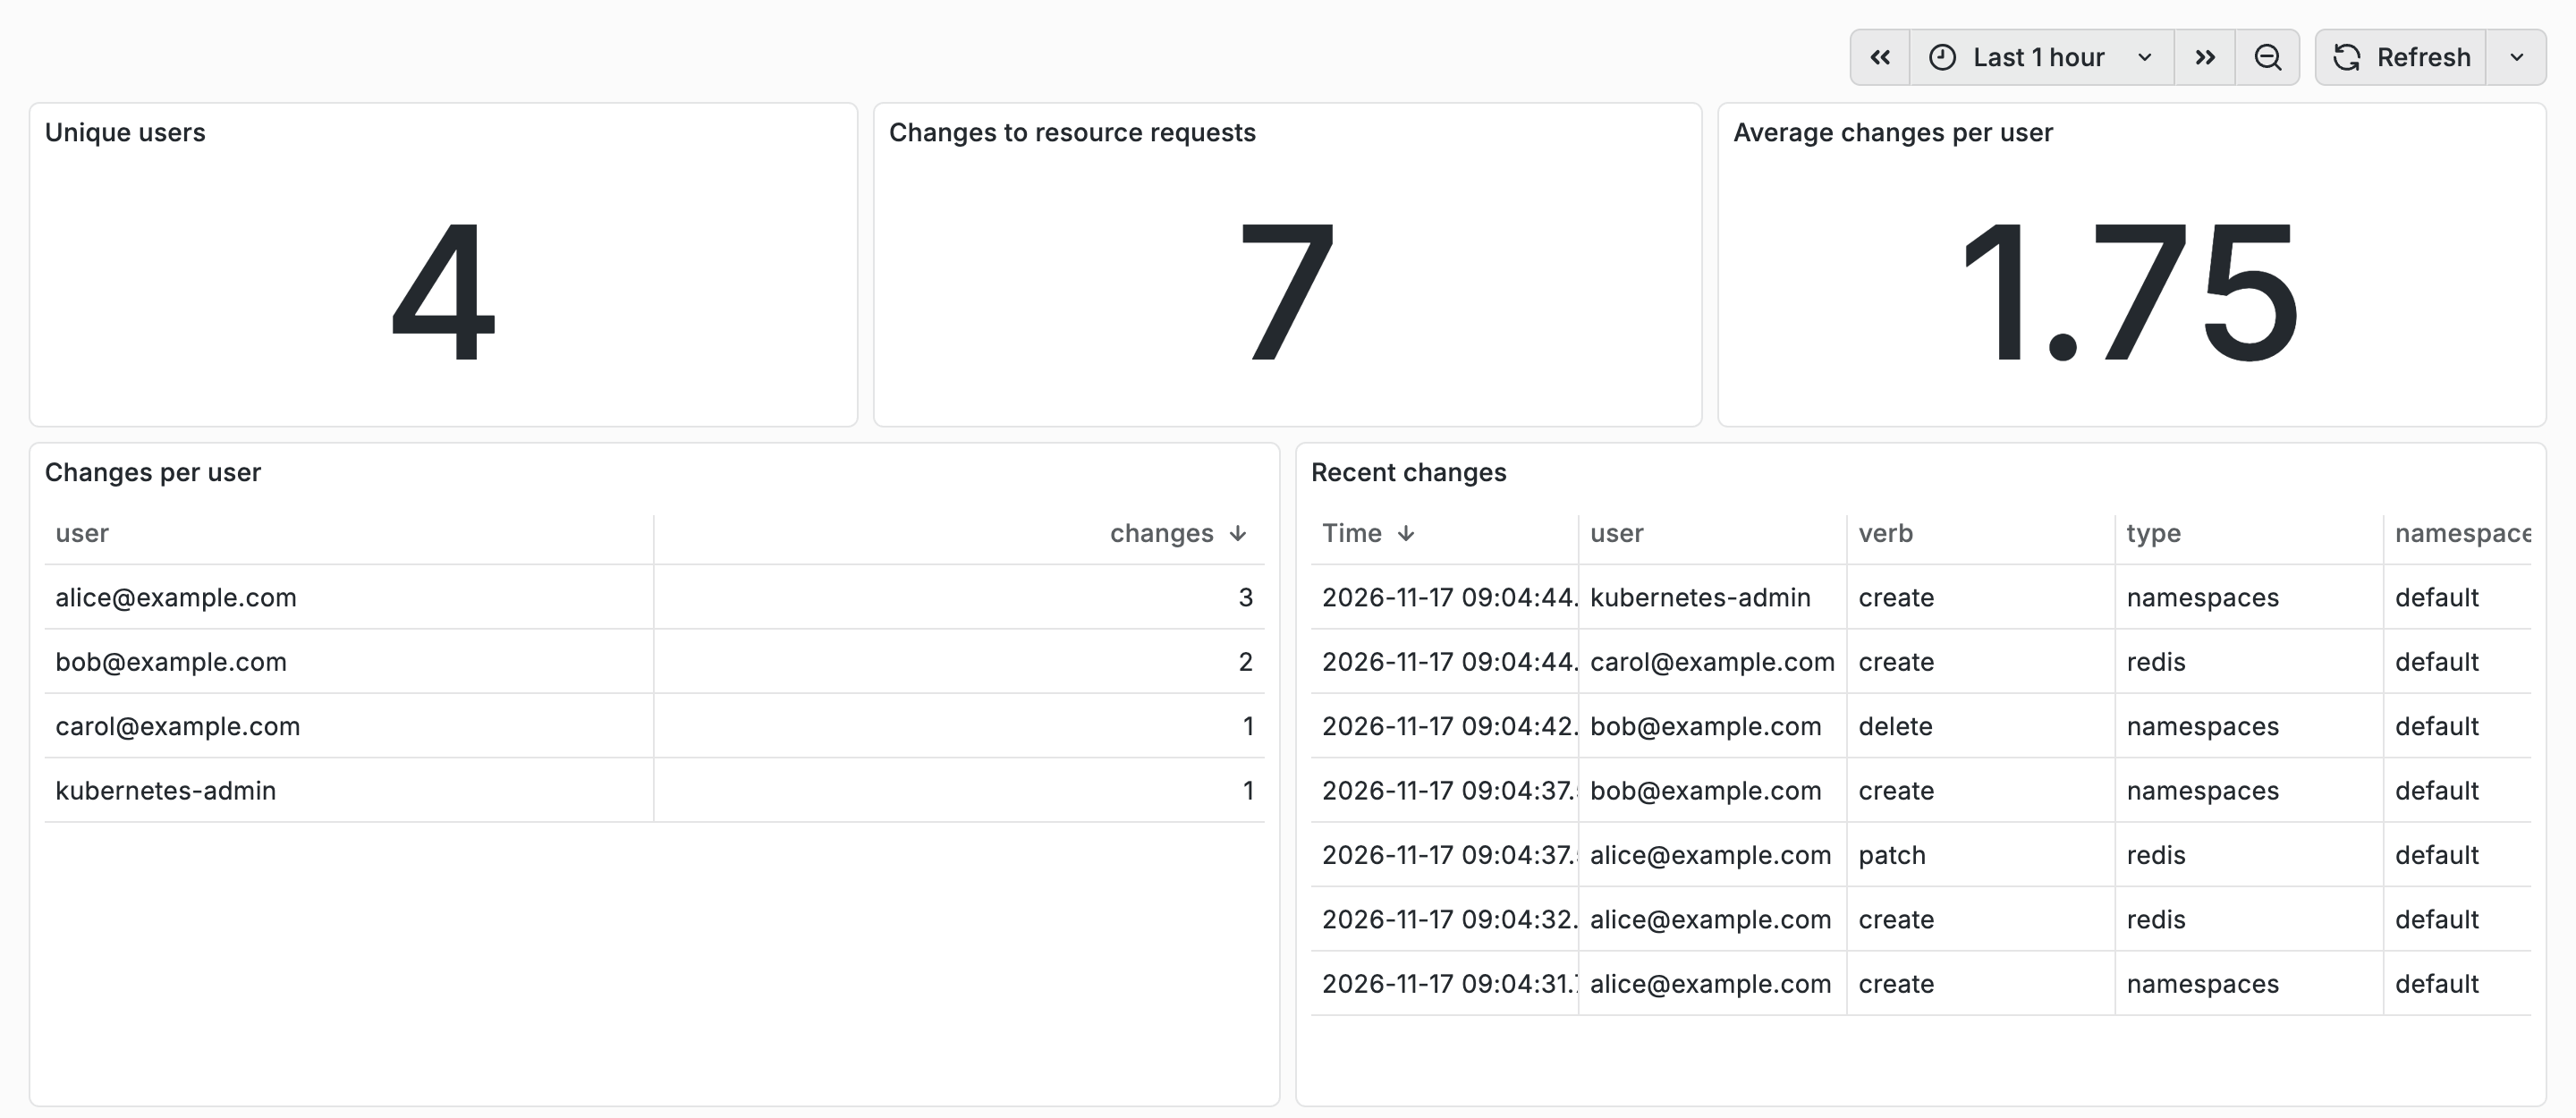 Last 1 hour Refresh
Unique users
4
Changes to resource requests
7
Average changes per user
1.75
Changes per user
user changes
alice@example.com 3
bob@example.com 2
carol@example.com 1
kubernetes-admin 1
Recent changes
Time user verb type namespace
2026-11-17 09:04:44. kubernetes-admin create namespaces default
2026-11-17 09:04:44. carol@example.com create redis default
2026-11-17 09:04:42. bob@example.com delete namespaces default
2026-11-17 09:04:37. bob@example.com create namespaces default
2026-11-17 09:04:37. alice@example.com patch redis default
2026-11-17 09:04:32. alice@example.com create redis default
2026-11-17 09:04:31. alice@example.com create namespaces default